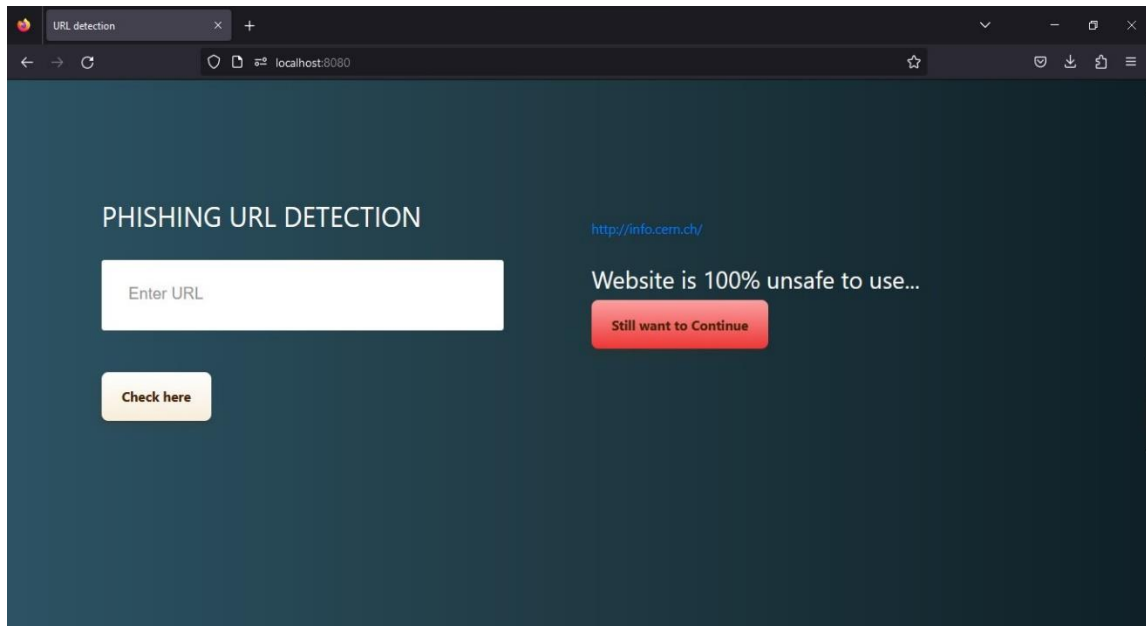 URL detection
localhost:8080
PHISHING URL DETECTION
Enter URL
Check here
http://info.cern.ch/
Website is 100% unsafe to use...
Still want to Continue